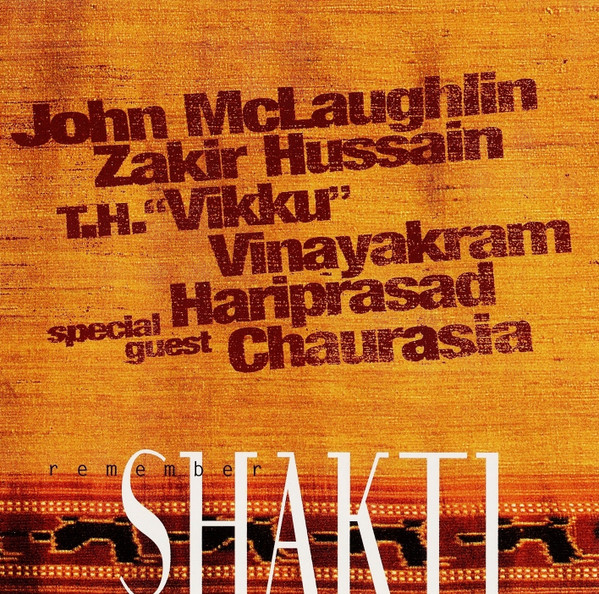 John McLaughlin
Zakir Hussain
T.H. “Vikku”
Vinayakram
special guest Hariprasad
Chaurasia
remember
SHAKTI